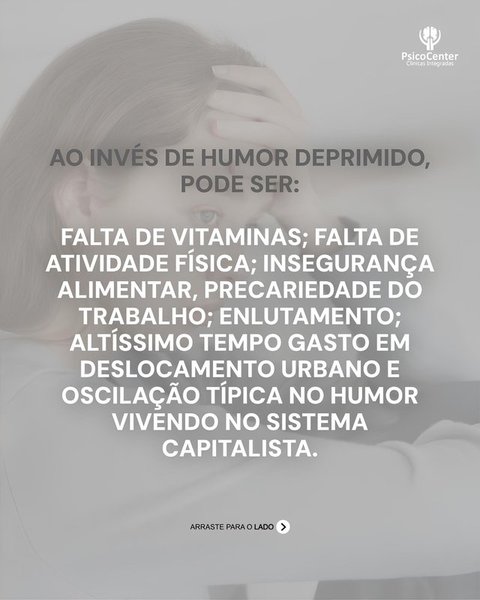 PsicoCenter
Clínicas Integradas
AO INVÉS DE HUMOR DEPRIMIDO,
PODE SER:
FALTA DE VITAMINAS; FALTA DE
ATIVIDADE FÍSICA; INSEGURANÇA
ALIMENTAR, PRECARIEDADE DO
TRABALHO; ENLUTAMENTO;
ALTÍSSIMO TEMPO GASTO EM
DESLOCAMENTO URBANO E
OSCILAÇÃO TÍPICA NO HUMOR
VIVENDO NO SISTEMA
CAPITALISTA.
ARRASTE PARA O LADO